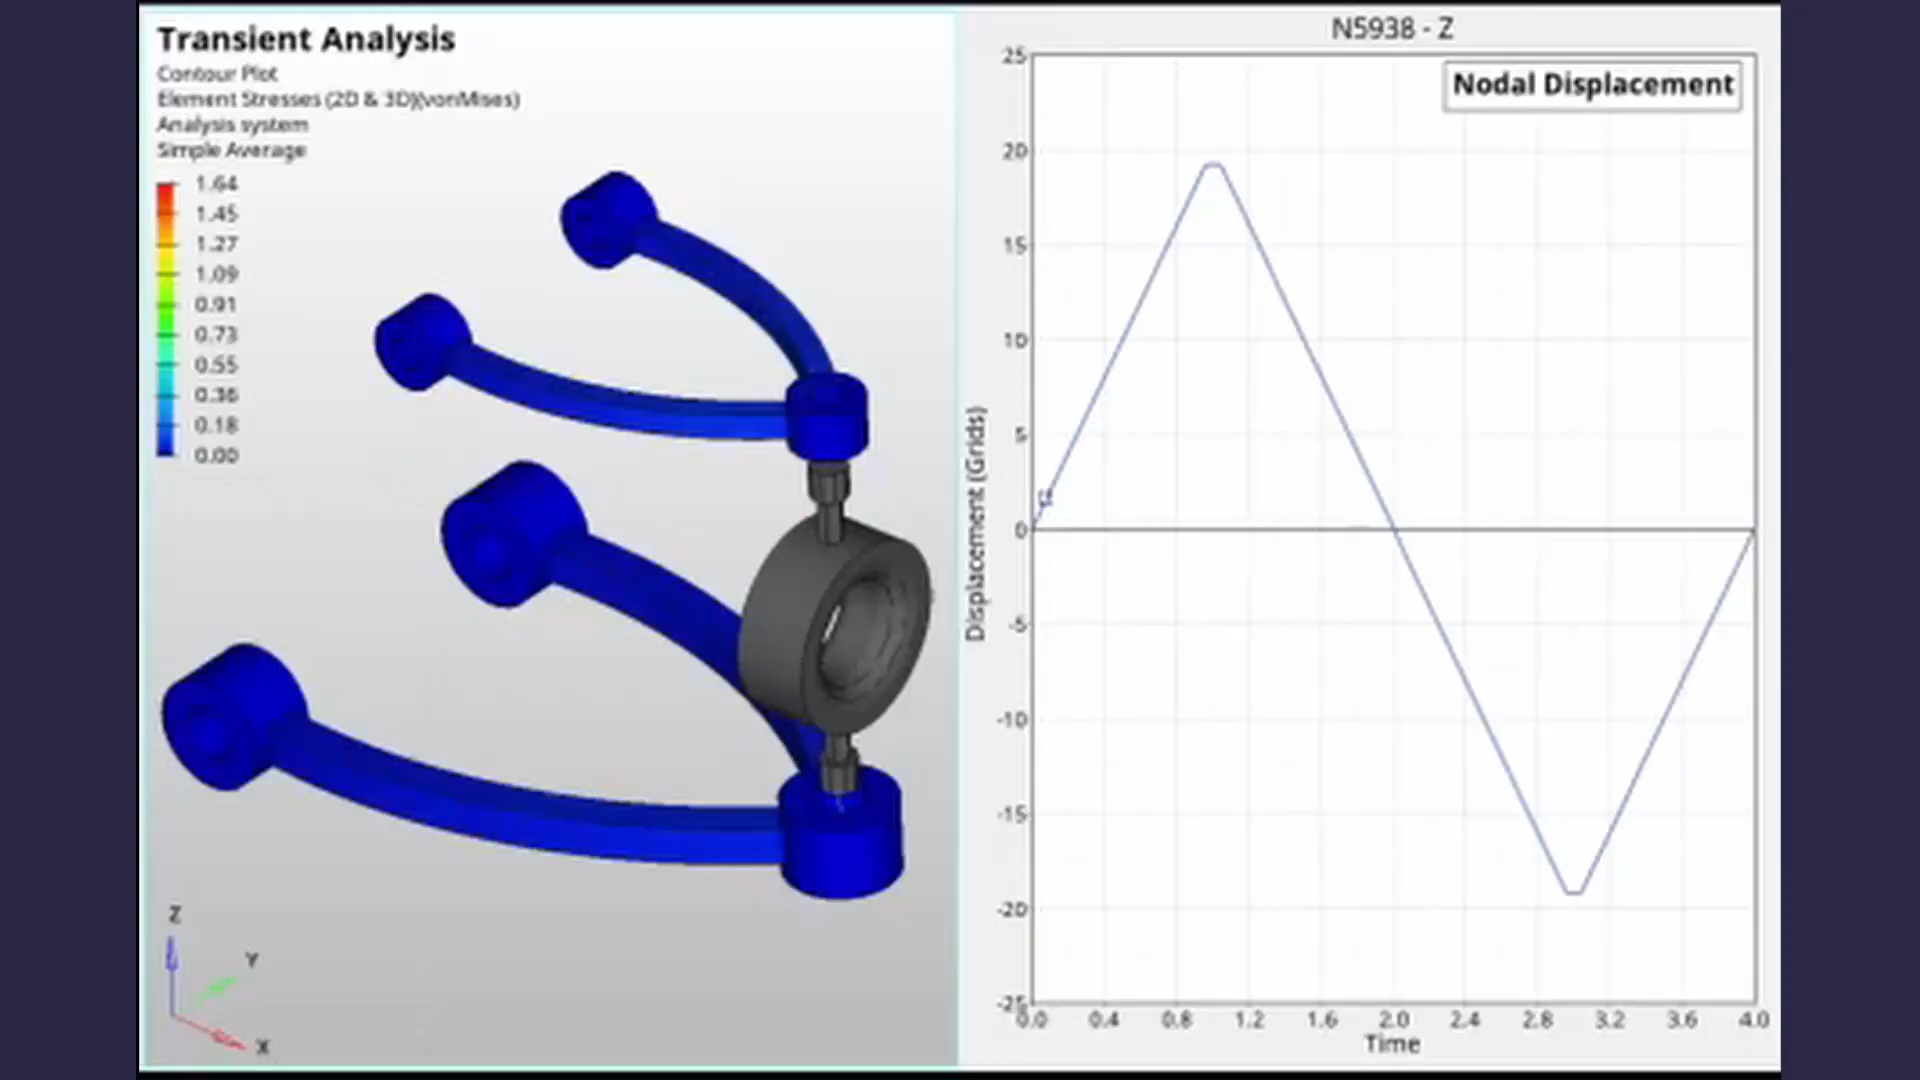 Transient Analysis
Contour Plot
Element Stresses (2D & 3D)(vonMises)
Analysis system
Simple Average
1.64
1.45
1.27
1.09
0.91
0.73
0.55
0.36
0.18
0.00
Z
Y
X
N5938 - Z
Nodal Displacement
Displacement (Grids)
25
20
15
10
5
0
-5
-10
-15
-20
-25
0.0 0.4 0.8 1.2 1.6 2.0 2.4 2.8 3.2 3.6 4.0
Time